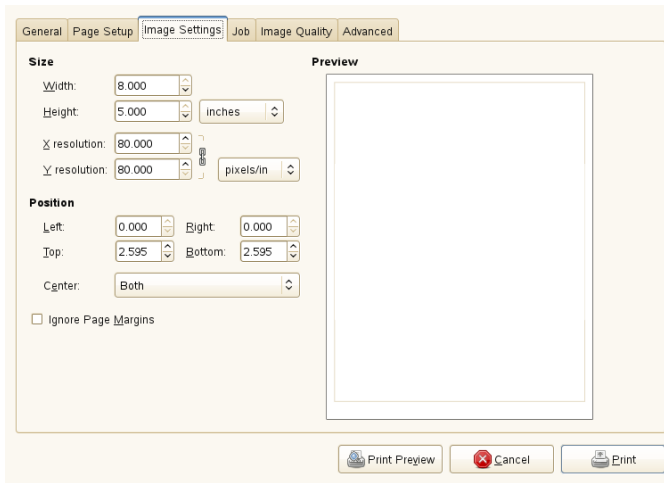 General Page Setup Image Settings Job Image Quality Advanced
Size Preview
Width: 8.000
Height: 5.000 inches
X resolution: 80.000
Y resolution: 80.000 pixels/in
Position
Left: 0.000 Right: 0.000
Top: 2.595 Bottom: 2.595
Center: Both
Ignore Page Margins
Print Preview Cancel Print